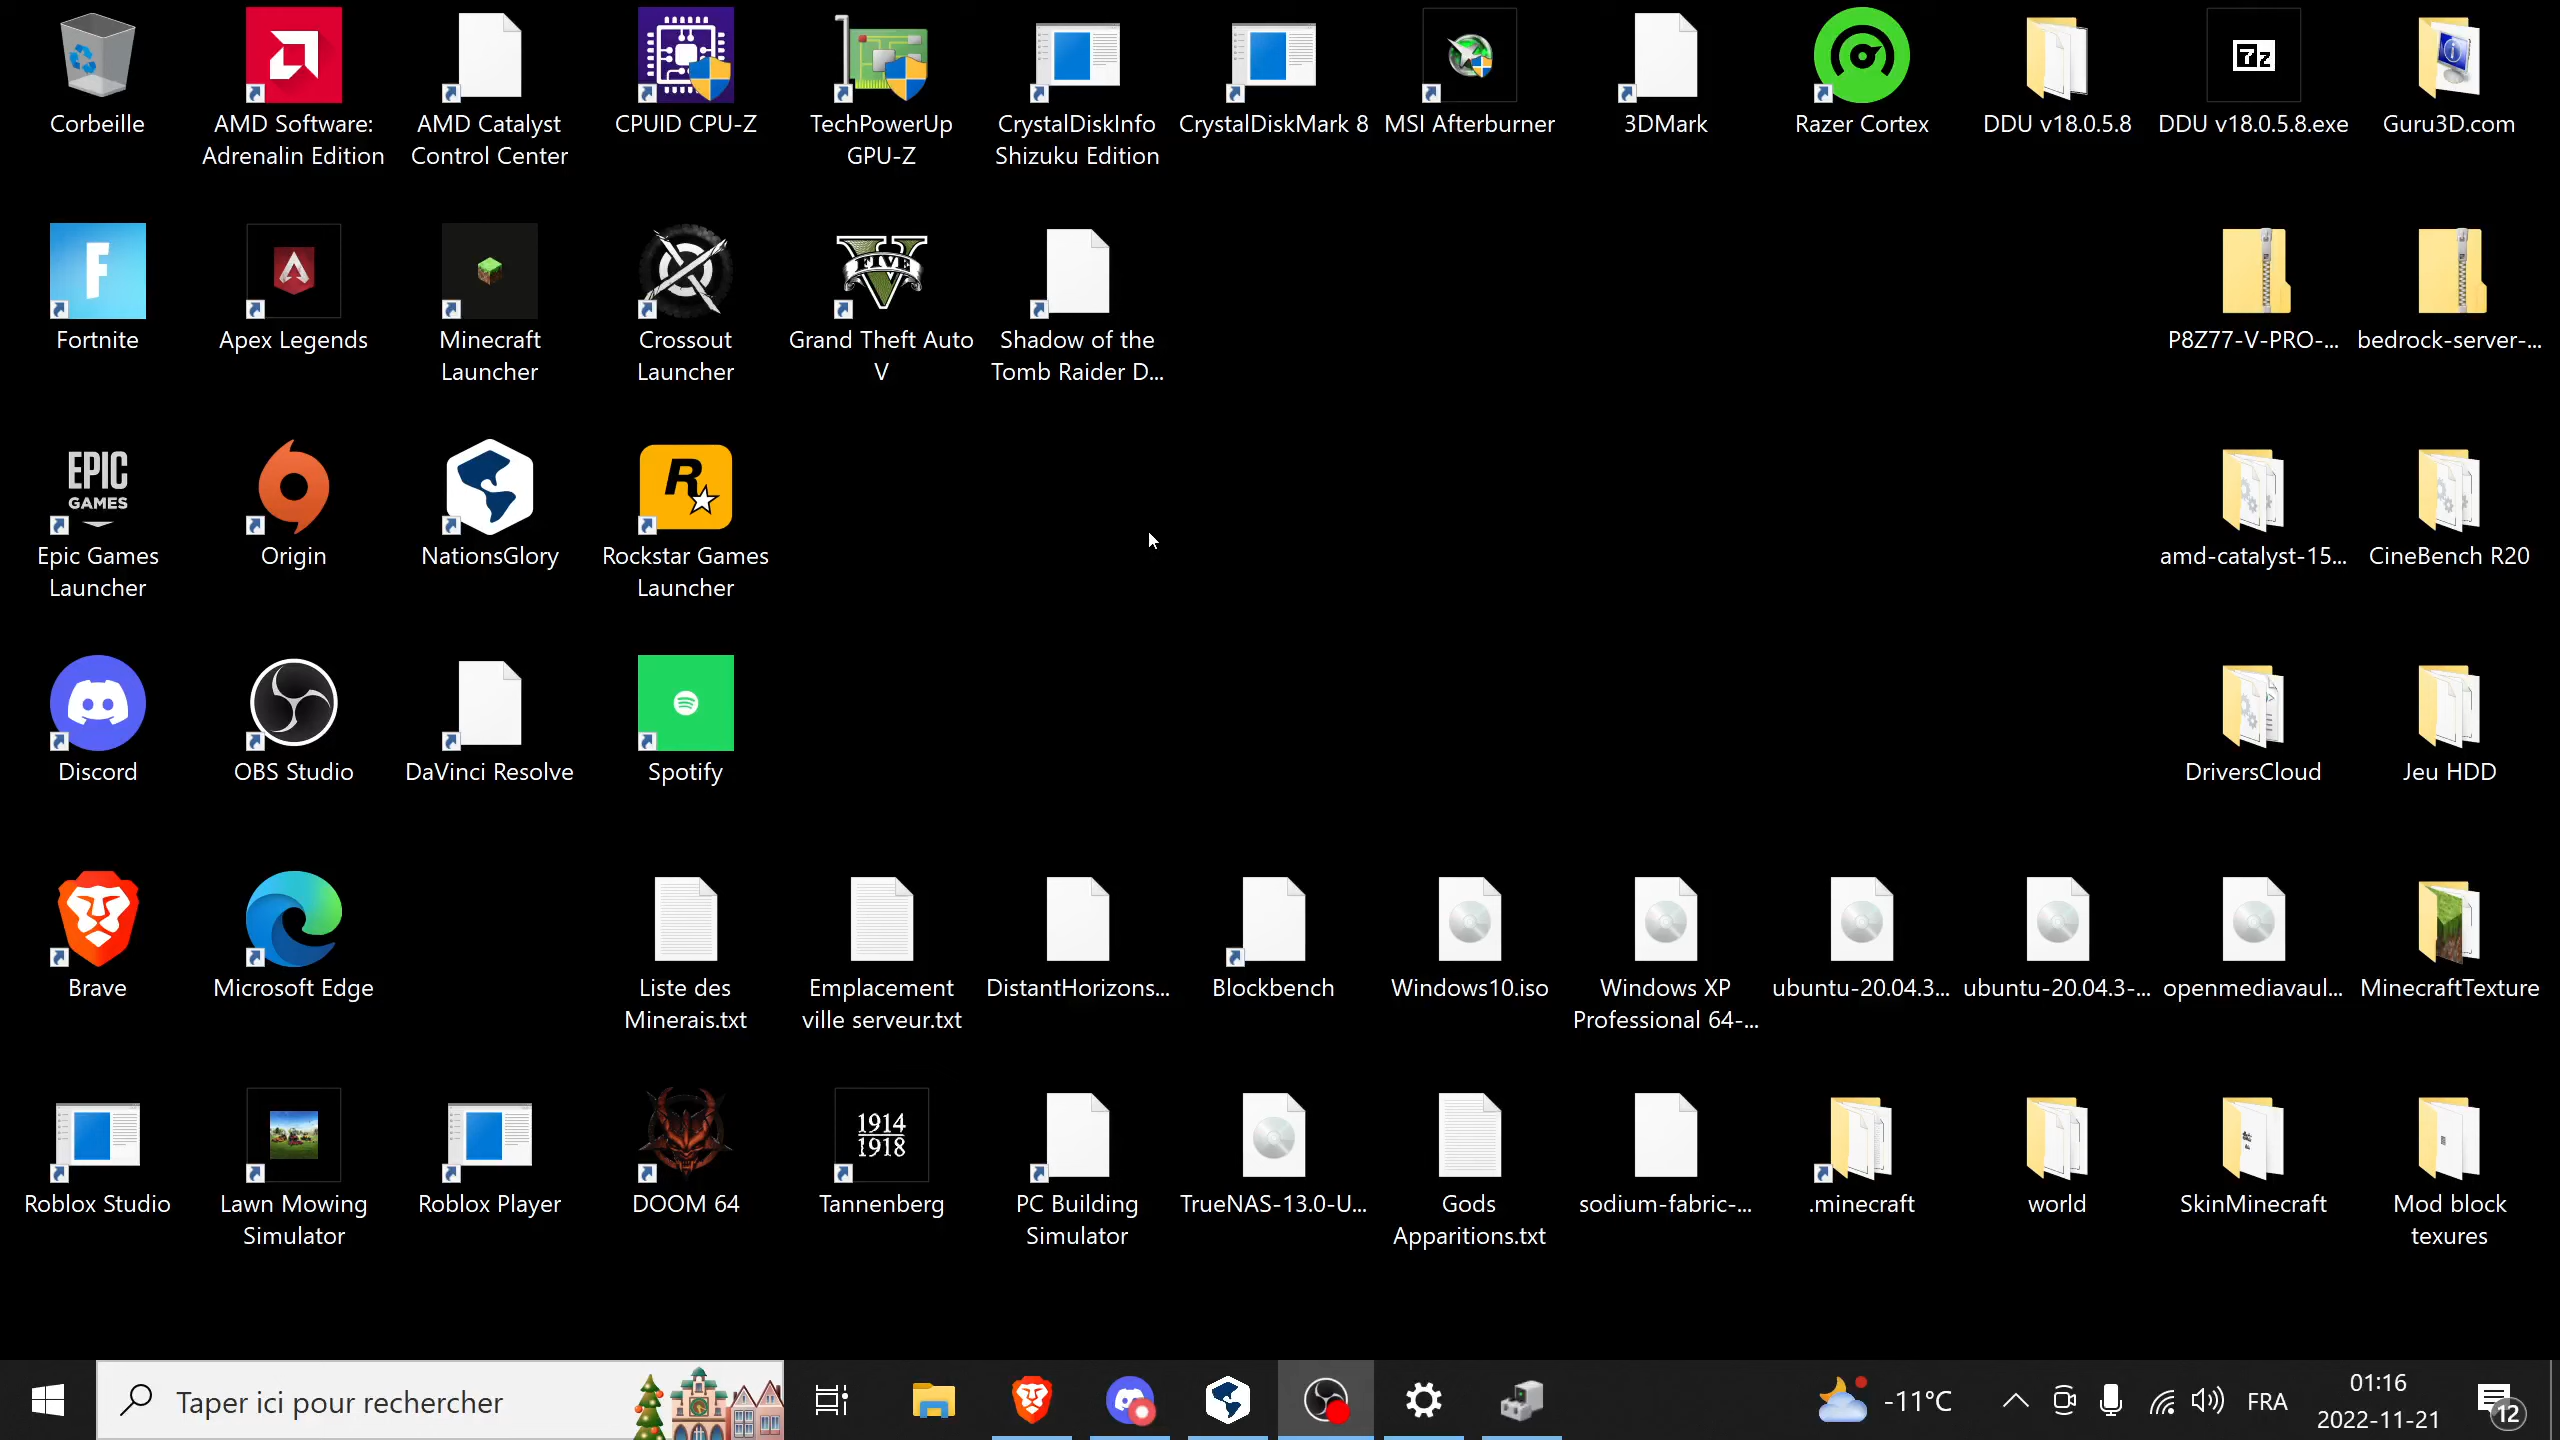 Corbeille
AMD Software:
Adrenalin Edition
AMD Catalyst
Control Center
CPUID CPU-Z
TechPowerUp
GPU-Z
CrystalDiskInfo
Shizuku Edition
CrystalDiskMark 8
MSI Afterburner
3DMark
Razer Cortex
DDU v18.0.5.8
7z
DDU v18.0.5.8.exe
Guru3D.com
F
Fortnite
Apex Legends
Minecraft
Launcher
Crossout
Launcher
V
FIVE
Grand Theft Auto
V
Shadow of the
Tomb Raider D...
P8Z77-V-PRO-...
bedrock-server-...
EPIC
GAMES
Epic Games
Launcher
Origin
NationsGlory
R
Rockstar Games
Launcher
amd-catalyst-15...
CineBench R20
Discord
OBS Studio
DaVinci Resolve
Spotify
DriversCloud
Jeu HDD
Brave
Microsoft Edge
Liste des
Minerais.txt
Emplacement
ville serveur.txt
DistantHorizons...
Blockbench
Windows10.iso
Windows XP
Professional 64-...
ubuntu-20.04.3...
ubuntu-20.04.3-...
openmediavaul...
MinecraftTexture
Roblox Studio
Lawn Mowing
Simulator
Roblox Player
DOOM 64
1914
1918
Tannenberg
PC Building
Simulator
TrueNAS-13.0-U...
Gods
Apparitions.txt
sodium-fabric-...
.minecraft
world
SkinMinecraft
Mod block
texures
Taper ici pour rechercher
-11°C
FRA
01:16
2022-11-21
12